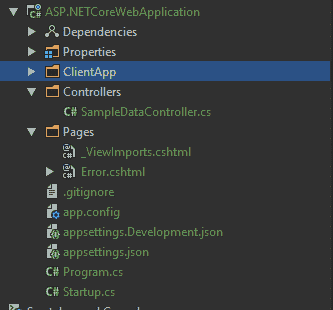 ASP.NETCoreWebApplication
Dependencies
Properties
ClientApp
Controllers
C# SampleDataController.cs
Pages
_ViewImports.cshtml
Error.cshtml
.gitignore
app.config
appsettings.Development.json
appsettings.json
C# Program.cs
C# Startup.cs